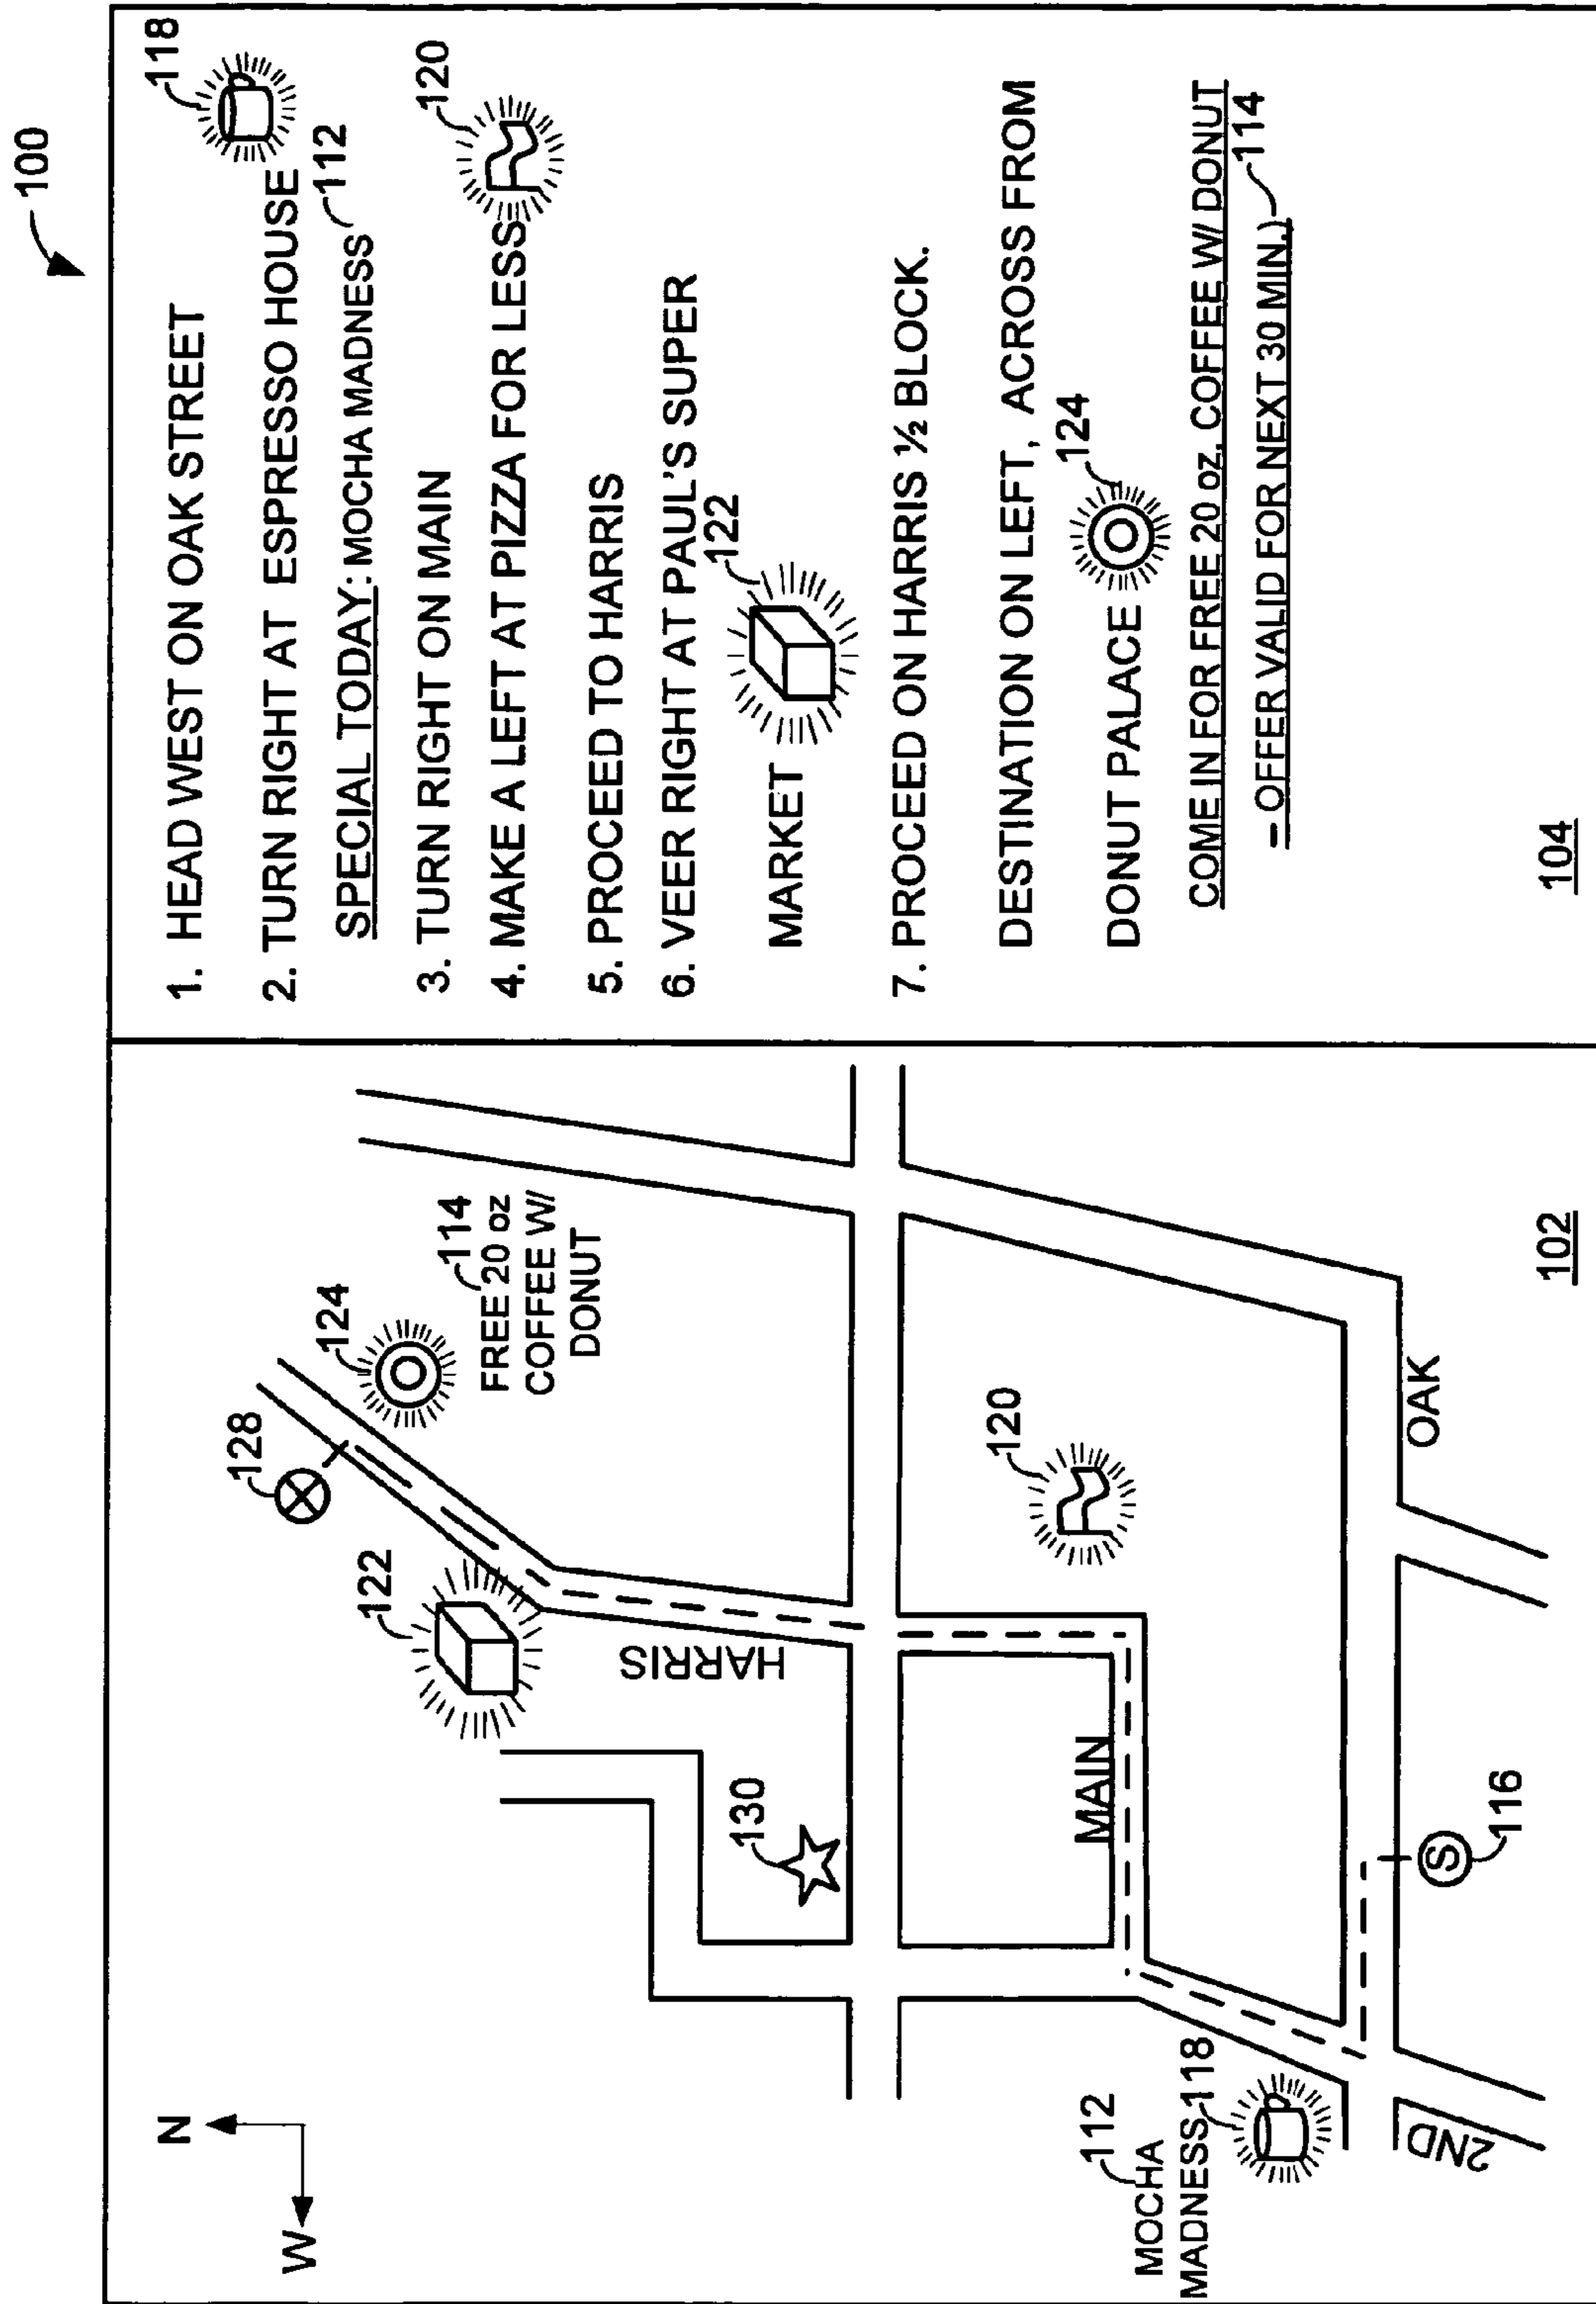 100
N
W
128
124
114
FREE 20 oz
COFFEE W/
DONUT
122
HARRIS
130
120
MAIN
112
MOCHA
MADNESS
118
116
S
OAK
2ND
102
1. HEAD WEST ON OAK STREET
118
2. TURN RIGHT AT ESPRESSO HOUSE
SPECIAL TODAY: MOCHA MADNESS
112
3. TURN RIGHT ON MAIN
120
4. MAKE A LEFT AT PIZZA FOR LESS
5. PROCEED TO HARRIS
6. VEER RIGHT AT PAUL'S SUPER
122
MARKET
7. PROCEED ON HARRIS ½ BLOCK.
DESTINATION ON LEFT, ACROSS FROM
DONUT PALACE
124
COME IN FOR FREE 20 oz. COFFEE W/ DONUT
– OFFER VALID FOR NEXT 30 MIN.)
114
104